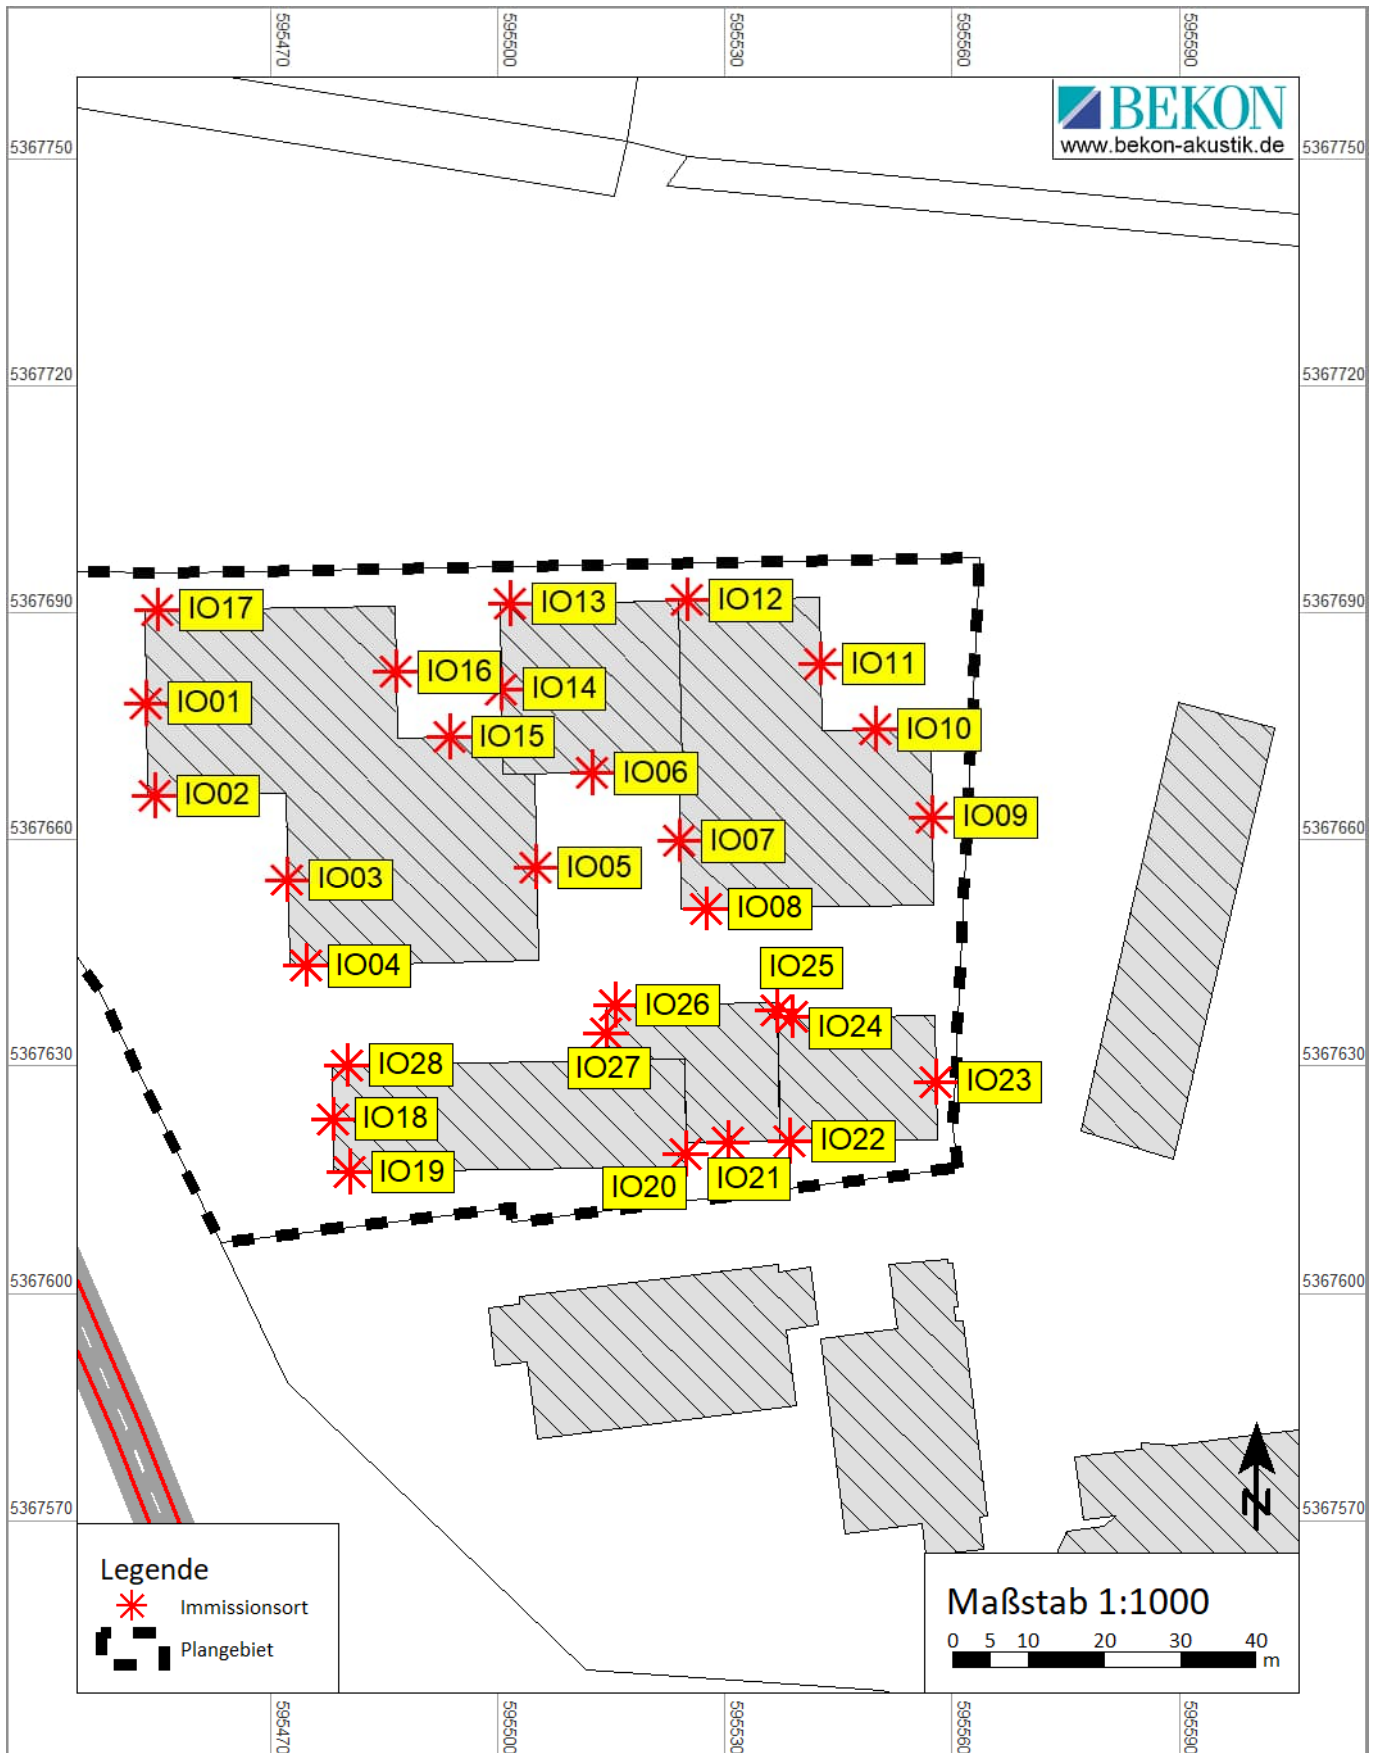 595470
595500
595530
595560
595590
BEKON
www.bekon-akustik.de
5367750
5367750
5367720
5367720
5367690
5367690
IO17
IO13
IO12
IO16
IO14
IO11
IO01
IO15
IO10
IO02
IO06
IO09
5367660
5367660
IO07
IO03
IO05
IO08
IO04
IO25
IO26
IO24
5367630
5367630
IO28
IO27
IO23
IO18
IO22
IO19
IO20
IO21
5367600
5367600
5367570
5367570
N
Legende
Immissionsort
Plangebiet
Maßstab 1:1000
0 5 10 20 30 40
m
595470
595500
595530
595560
595590